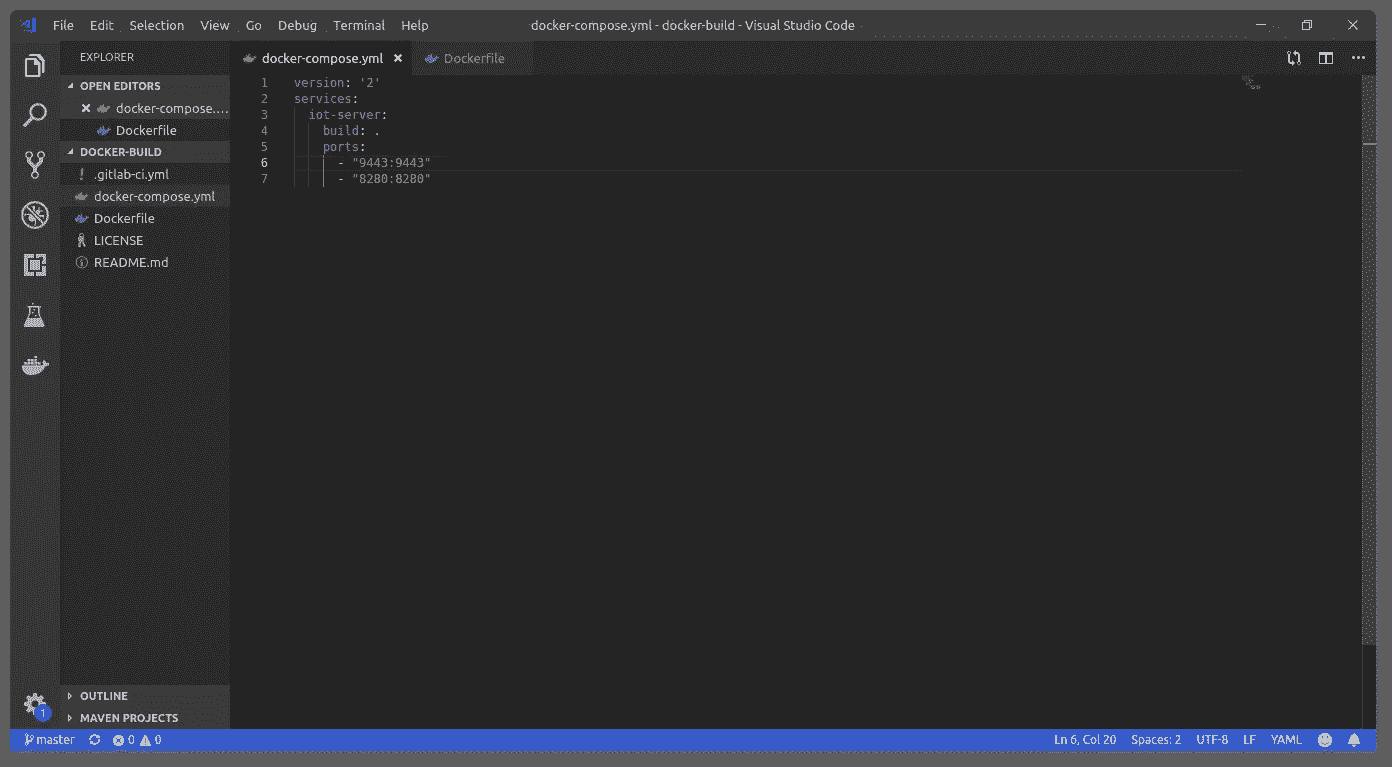 File Edit Selection View Go Debug Terminal Help docker-compose.yml - docker-build - Visual Studio Code
EXPLORER
docker-compose.yml Dockerfile
OPEN EDITORS
docker-compose....
Dockerfile
DOCKER-BUILD
! .gitlab-ci.yml
docker-compose.yml
Dockerfile
LICENSE
README.md
1 version: '2'
2 services:
3 iot-server:
4 build: .
5 ports:
6 - "9443:9443"
7 - "8280:8280"
OUTLINE
1
MAVEN PROJECTS
master 0 0 Ln 6, Col 20 Spaces: 2 UTF-8 LF YAML